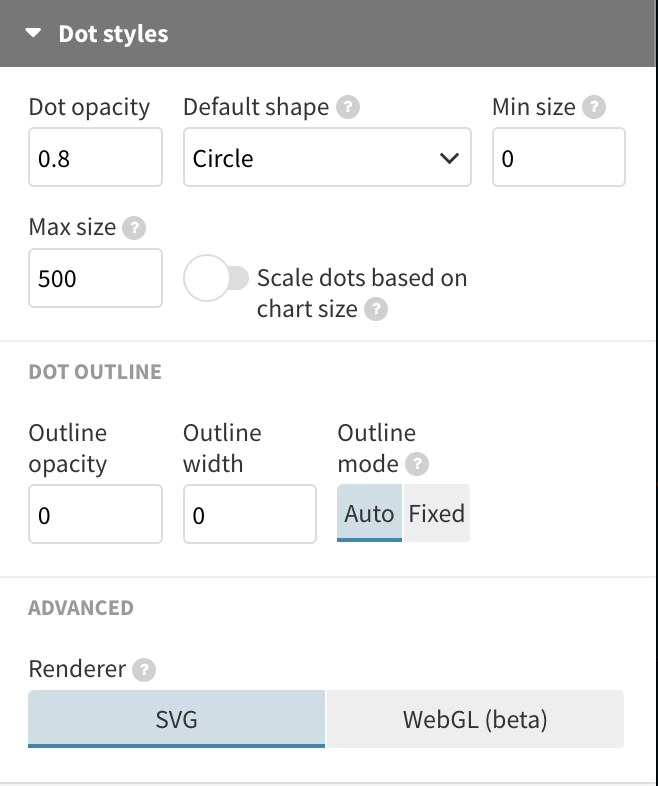 Dot styles
Dot opacity Default shape ? Min size ?
0.8 Circle 0
Max size ?
500 Scale dots based on
chart size ?
DOT OUTLINE
Outline Outline Outline
opacity width mode ?
0 0 Auto Fixed
ADVANCED
Renderer ?
SVG WebGL (beta)